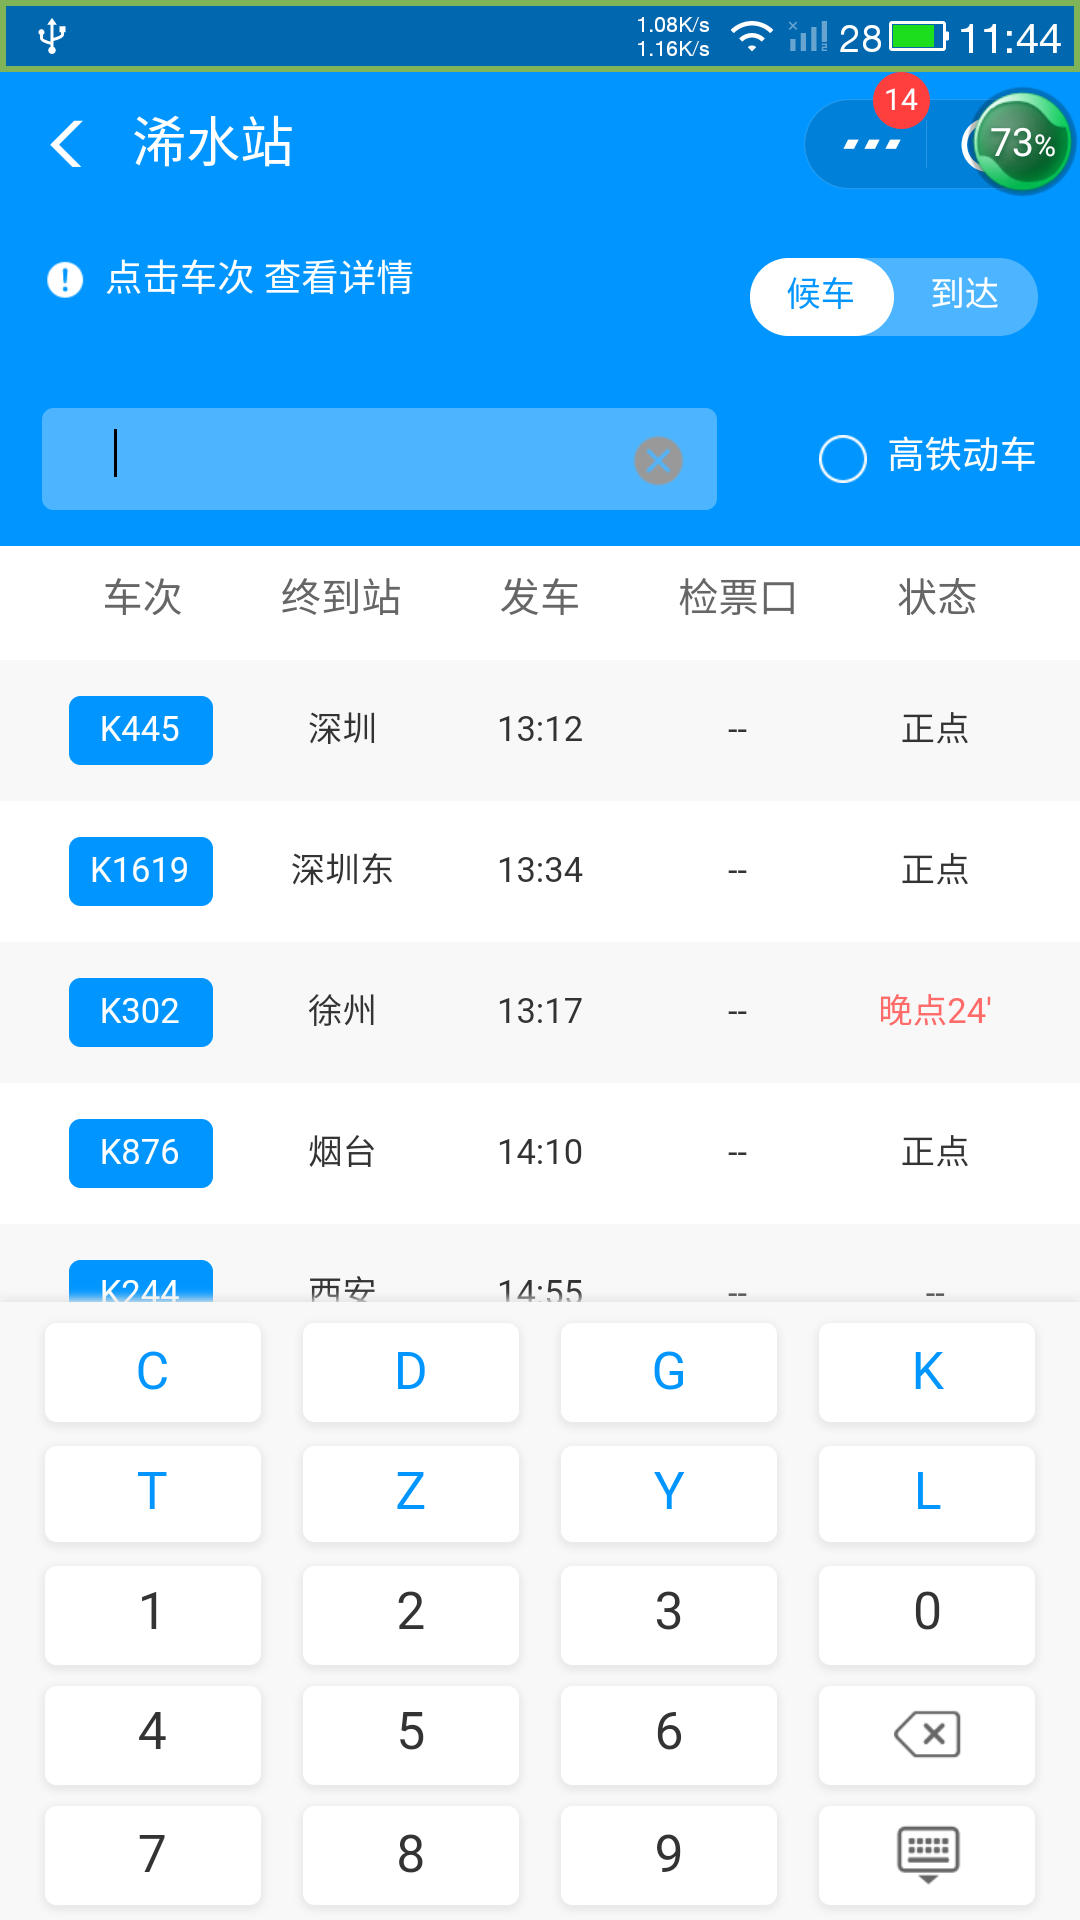 1.08K/s
1.16K/s
28
11:44
浠水站
14
73%
点击车次 查看详情
候车 到达
高铁动车
车次 终到站 发车 检票口 状态
K445 深圳 13:12 -- 正点
K1619 深圳东 13:34 -- 正点
K302 徐州 13:17 -- 晚点24'
K876 烟台 14:10 -- 正点
K244 西安 14:55 -- --
C D G K
T Z Y L
1 2 3 0
4 5 6
7 8 9